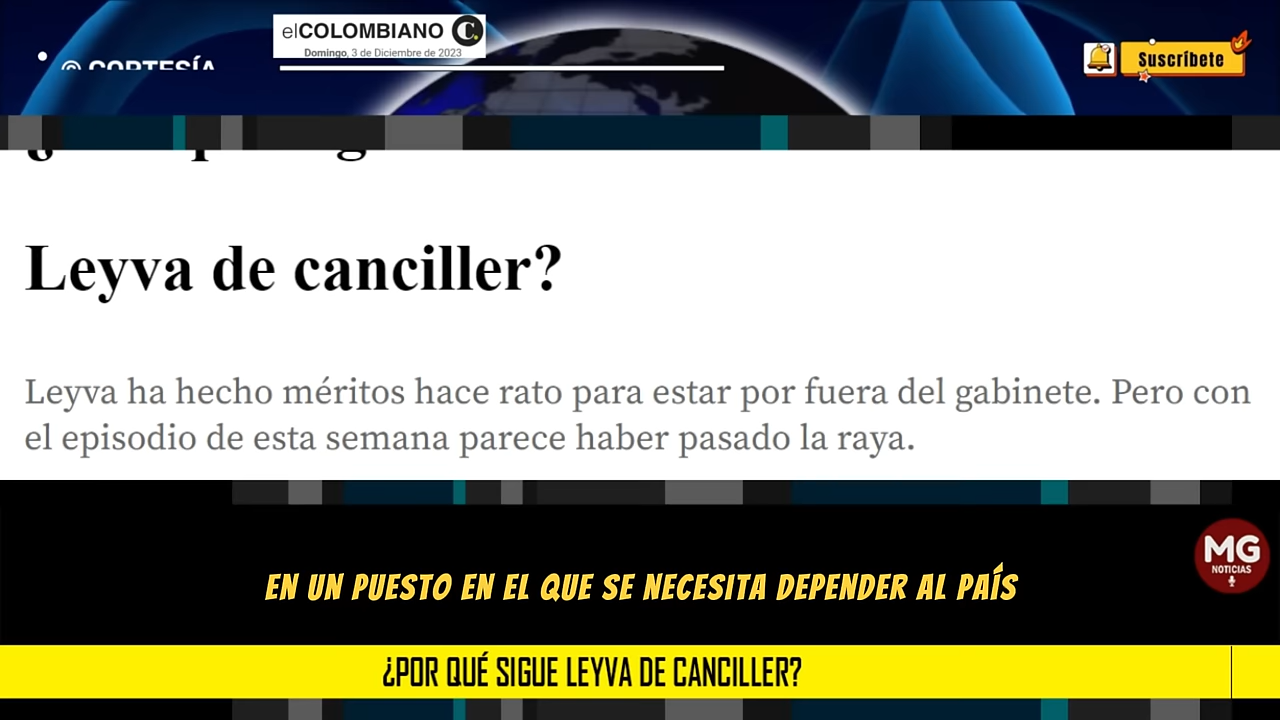 elCOLOMBIANO
Domingo, 3 de Diciembre de 2023
@ CORTESÍA
Suscríbete
Leyva de canciller?
Leyva ha hecho méritos hace rato para estar por fuera del gabinete. Pero con
el episodio de esta semana parece haber pasado la raya.
EN UN PUESTO EN EL QUE SE NECESITA DEPENDER AL PAÍS
MG
NOTICIAS
¿POR QUÉ SIGUE LEYVA DE CANCILLER?